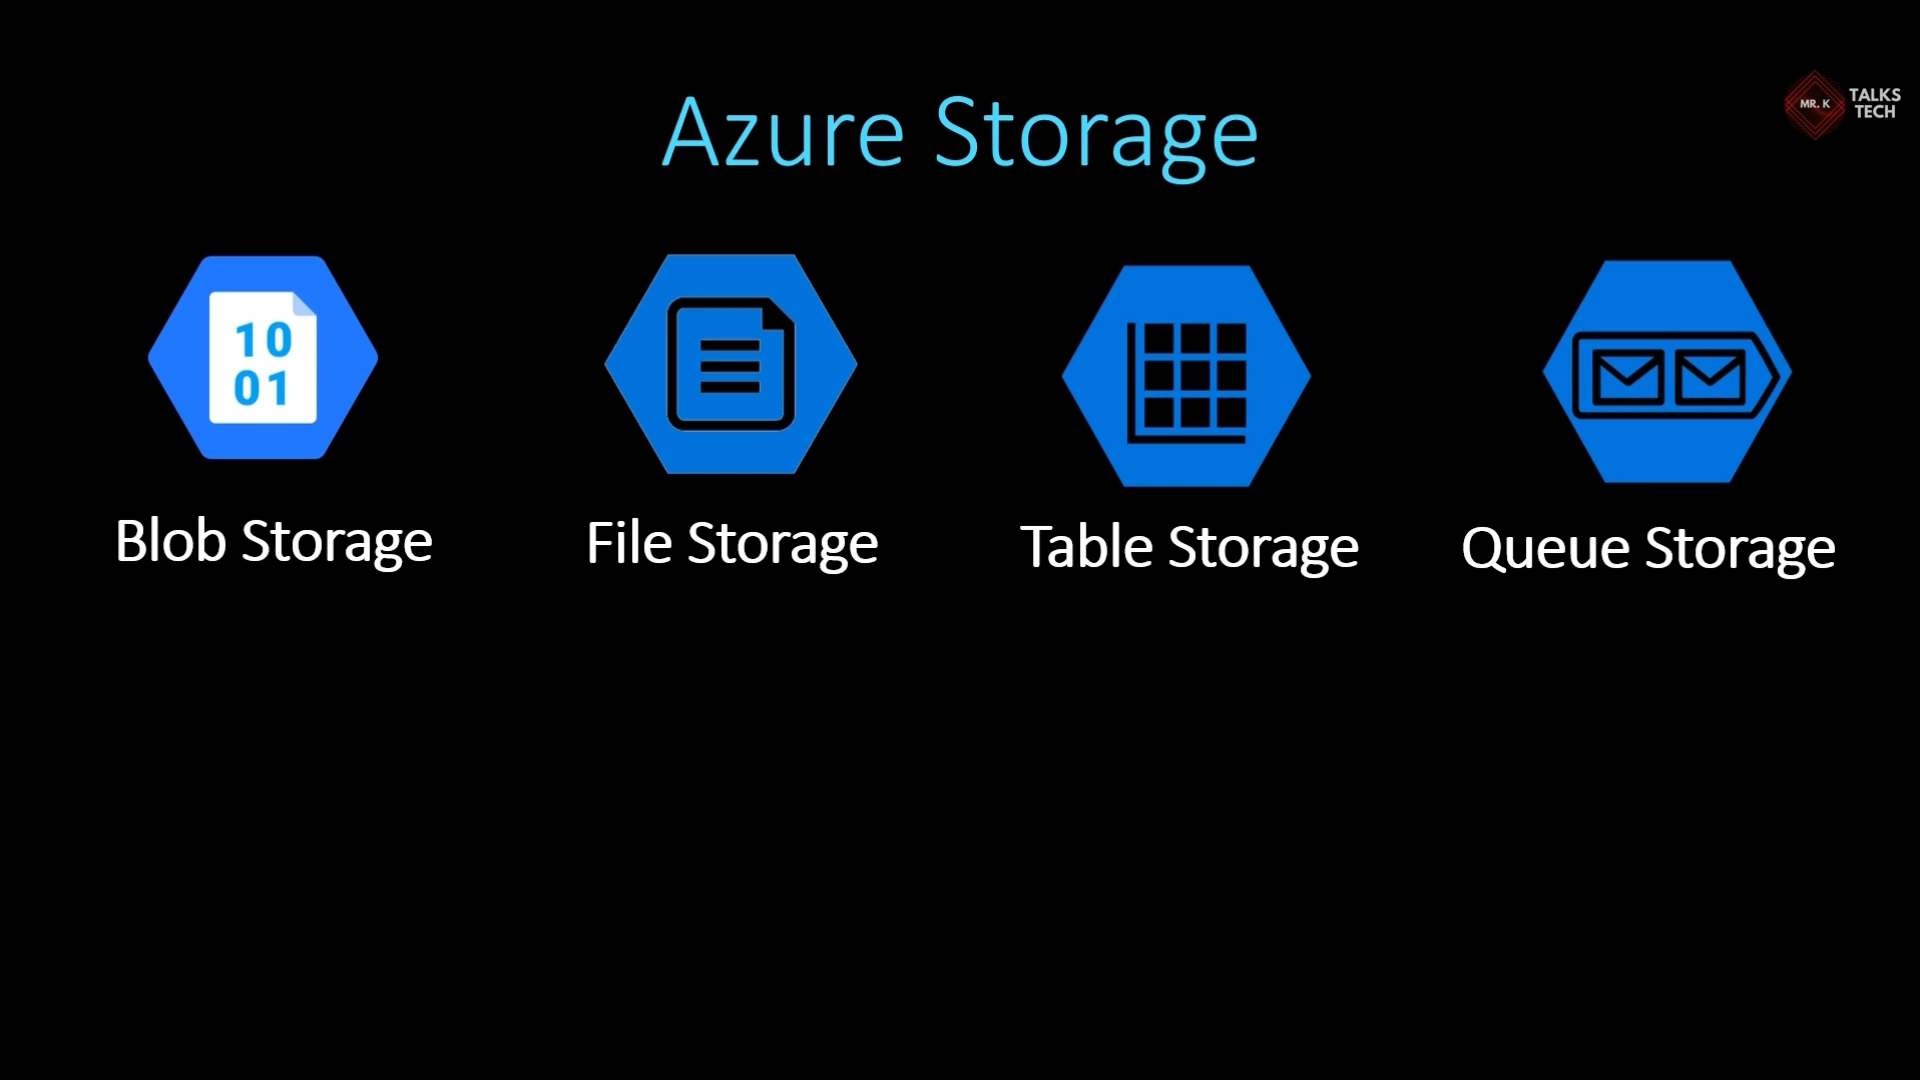 Azure Storage
MR. K
TALKS
TECH
10
01
Blob Storage
File Storage
Table Storage
Queue Storage